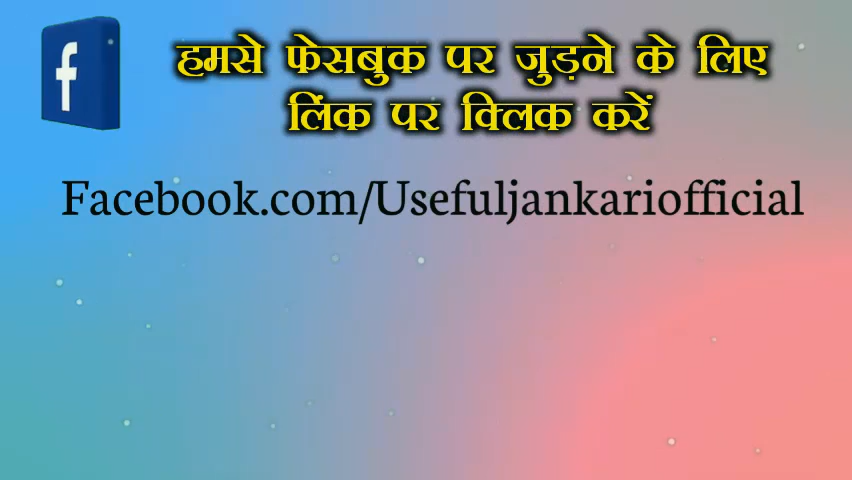 हमसे फेसबुक पर जुड़ने के लिए
लिंक पर क्लिक करें
Facebook.com/Usefuljankariofficial